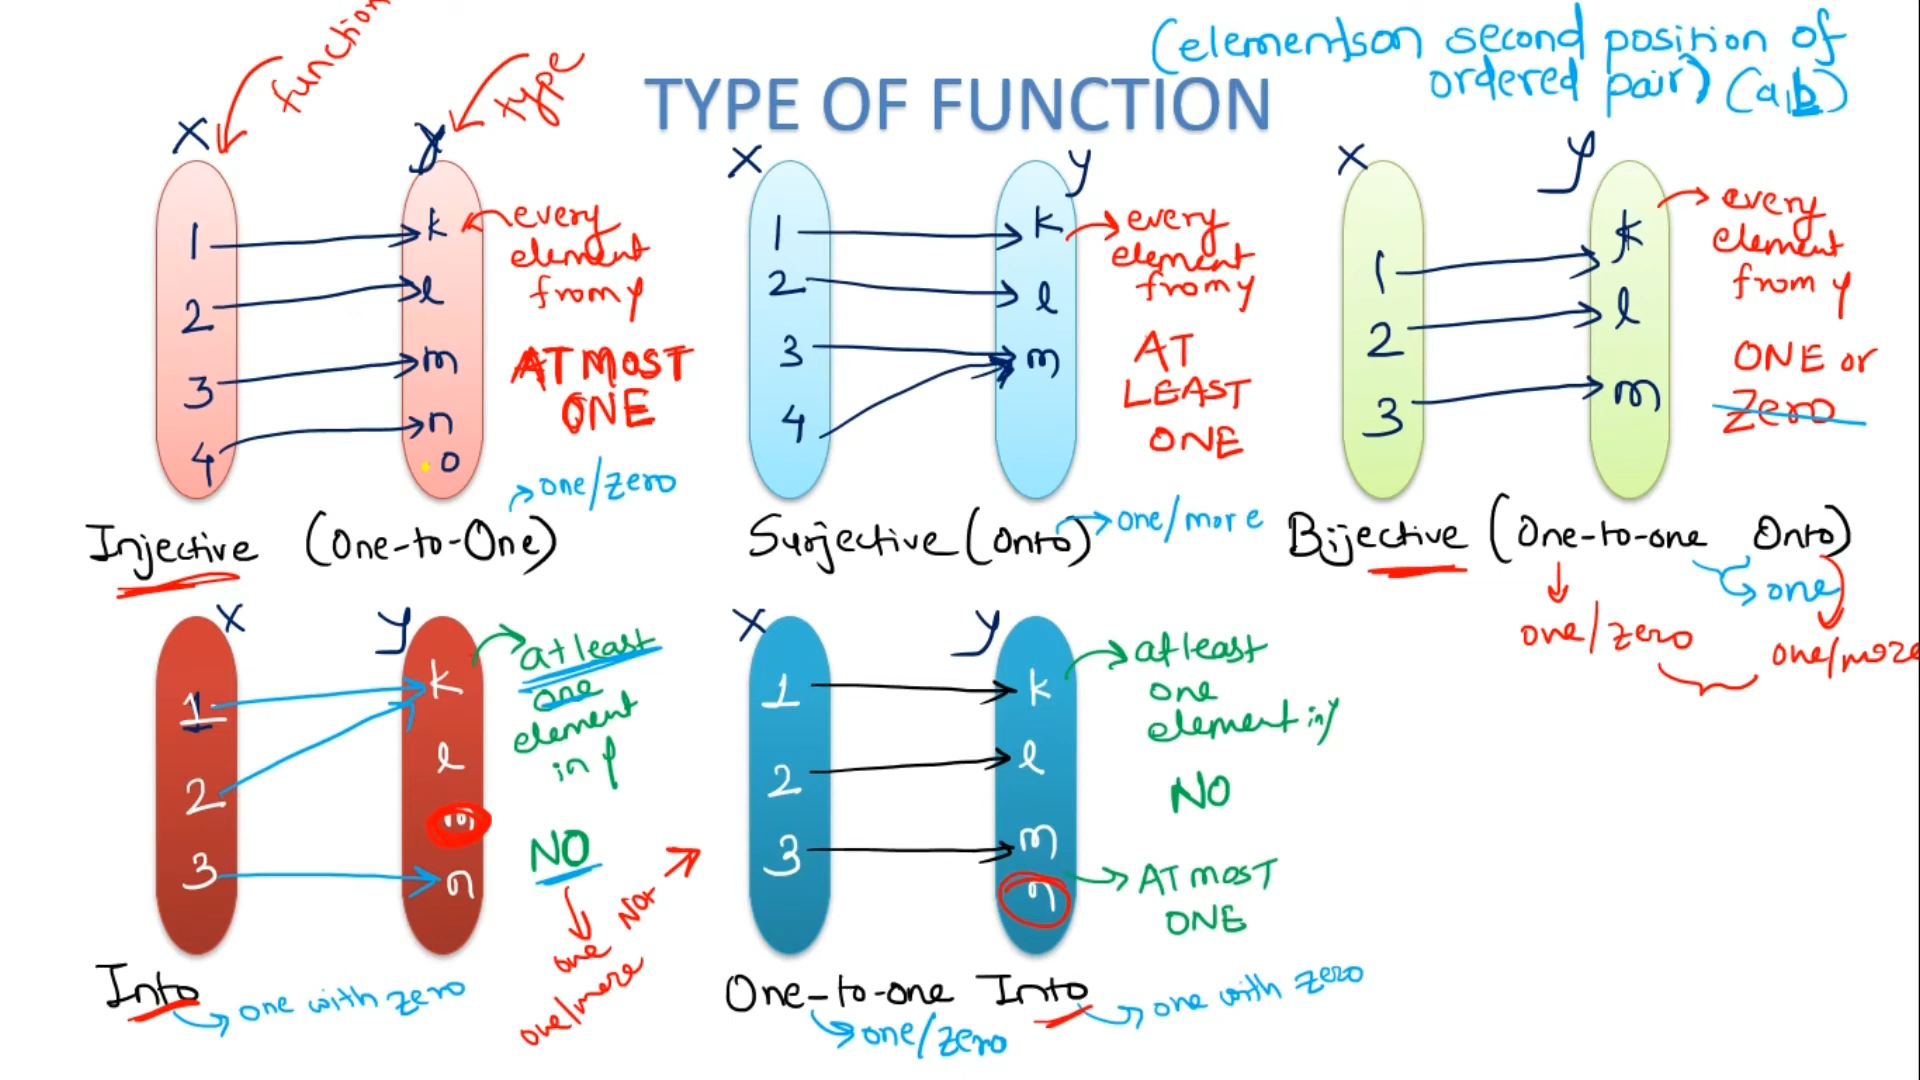 (elements on second position of
ordered pair) (a,b)
TYPE OF FUNCTION
function
type
X
y
1
2
3
4
k
l
m
n
o
every
element
from y
AT MOST
ONE
one/zero
Injective (One-to-One)
X
y
1
2
3
4
k
l
m
every
element
from y
AT
LEAST
ONE
one/more
Surjective (Onto)
X
y
1
2
3
k
l
m
every
element
from y
ONE or
Zero
Bijective (One-to-one Onto)
one
one/zero
one/more
X
y
1
2
3
k
l
m
n
at least
one
element
in y
NO
one Not
one/more
Into
one with zero
X
y
1
2
3
k
l
m
n
at least
one
element in y
NO
AT MOST
ONE
One-to-one Into
one with zero
one/zero